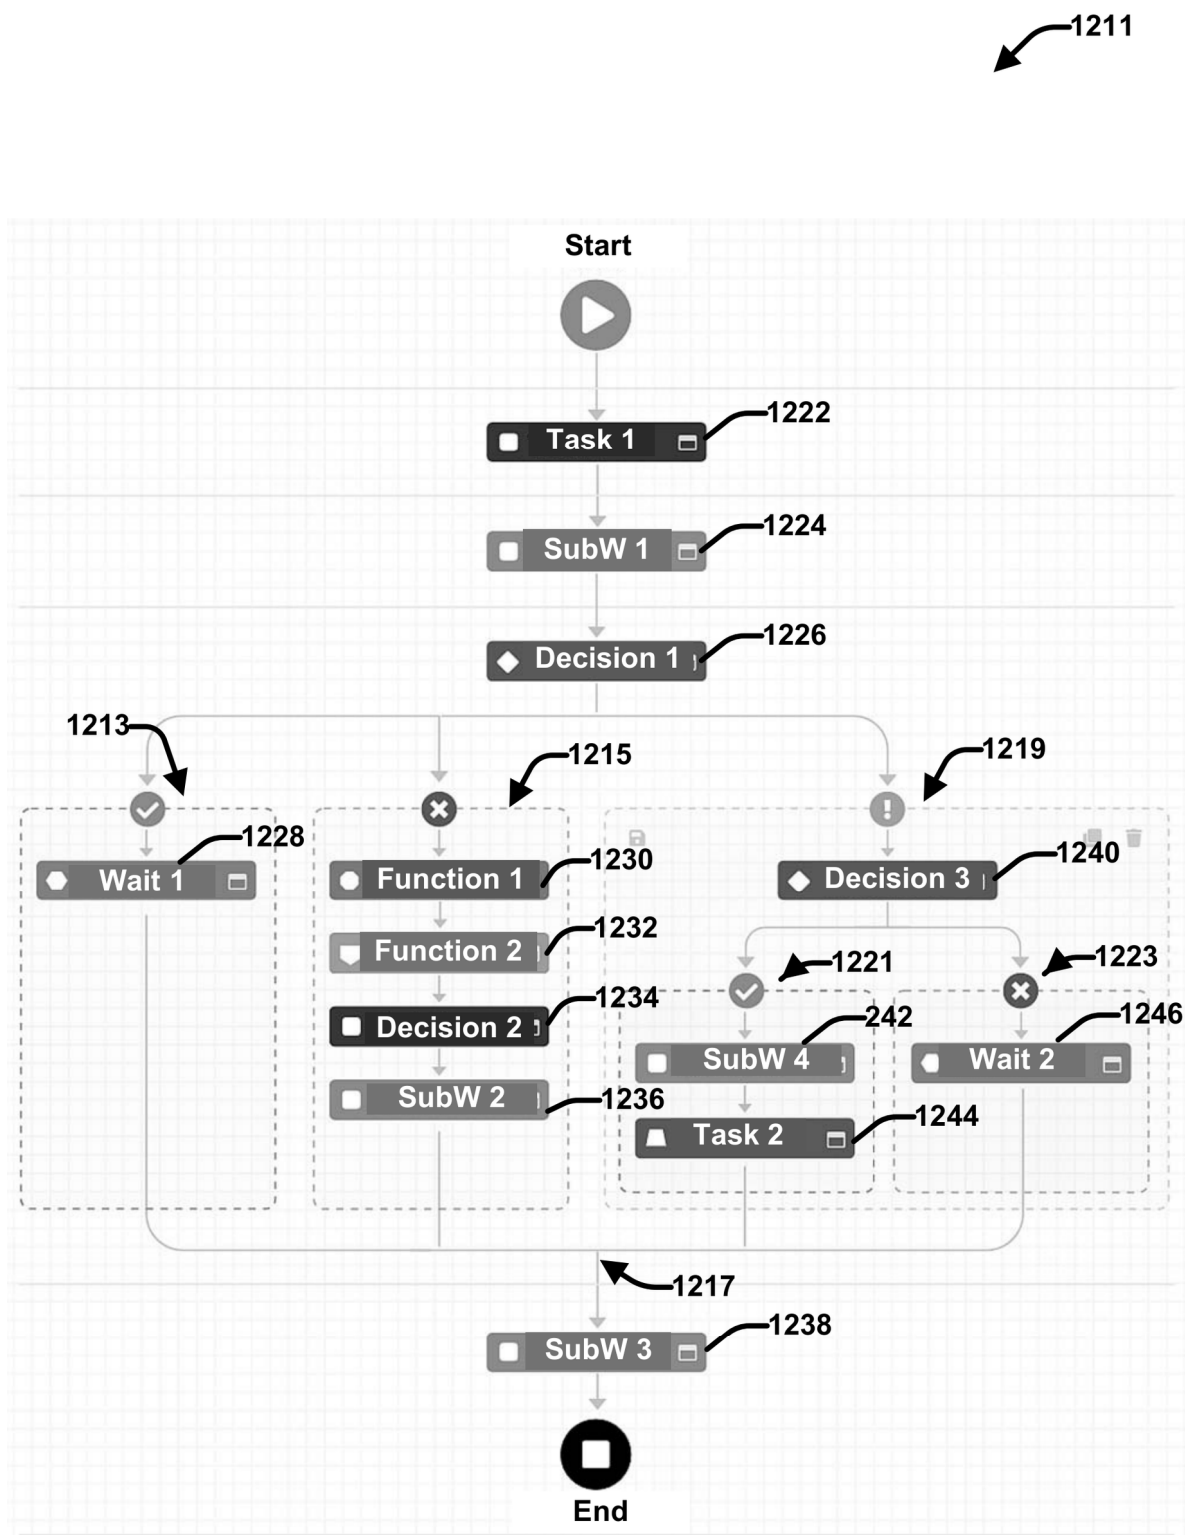 1211
Start
Task 1
1222
SubW 1
1224
Decision 1
1226
1213
1215
1219
Wait 1
1228
Function 1
1230
Decision 3
1240
Function 2
1232
1221
1223
Decision 2
1234
SubW 4
242
Wait 2
1246
SubW 2
1236
Task 2
1244
1217
SubW 3
1238
End